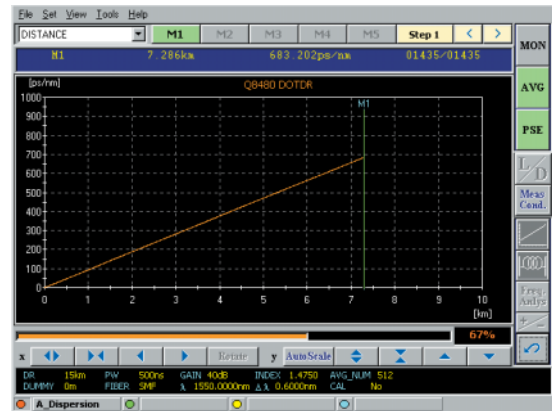 File Set View Tools Help
DISTANCE M1 M2 M3 M4 M5 Step 1 < >
M1 7.286km 683.202ps/nm 01435/01435
MON
AVG
PSE
L/D
Meas Cond.
Freq. Anlys
+/-
[ps/nm] Q8480 DOTDR
M1
1000
900
800
700
600
500
400
300
200
100
0
0 1 2 3 4 5 6 7 8 9 10
[km]
67%
x Rotate y AutoScale
DR 15km PW 500ns GAIN 40dB INDEX 1.4750 AVG_NUM 512
DUMMY 0m FIBER SMF λ 1550.0000nm Δλ 0.6000nm CAL No
A_Dispersion